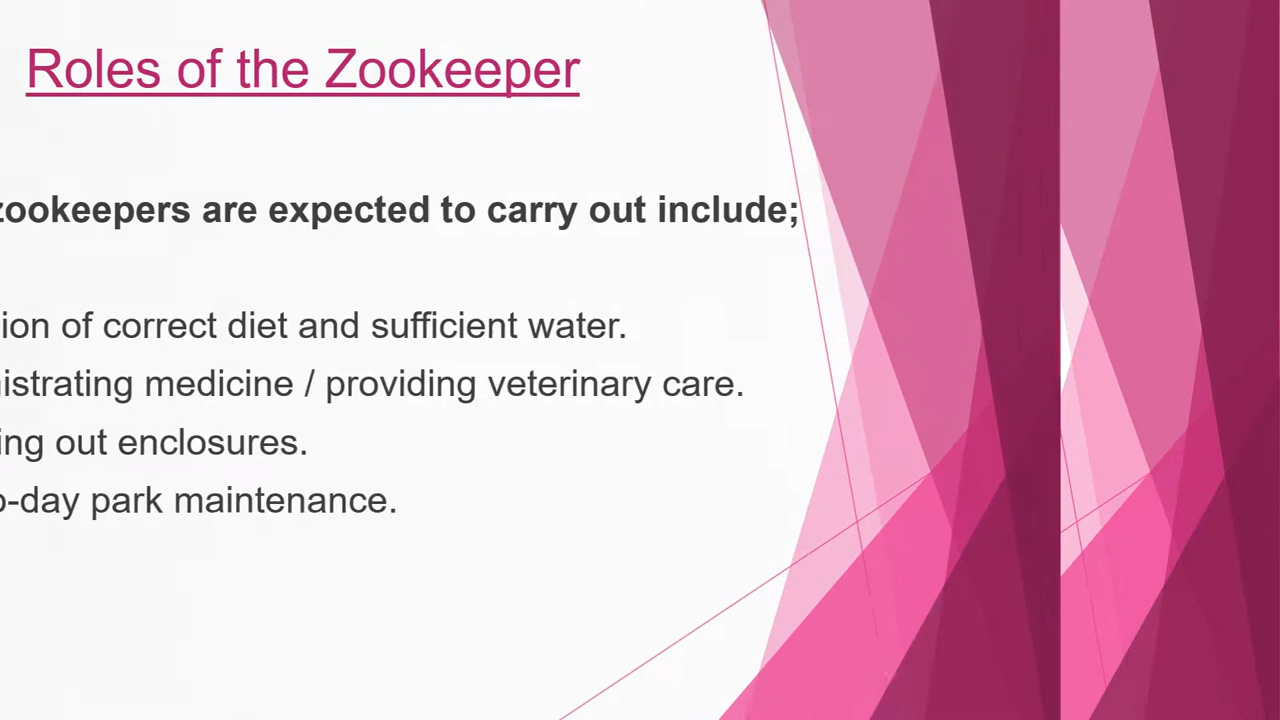 Roles of the Zookeeper
zookeepers are expected to carry out include;
ion of correct diet and sufficient water.
istrating medicine / providing veterinary care.
ing out enclosures.
o-day park maintenance.